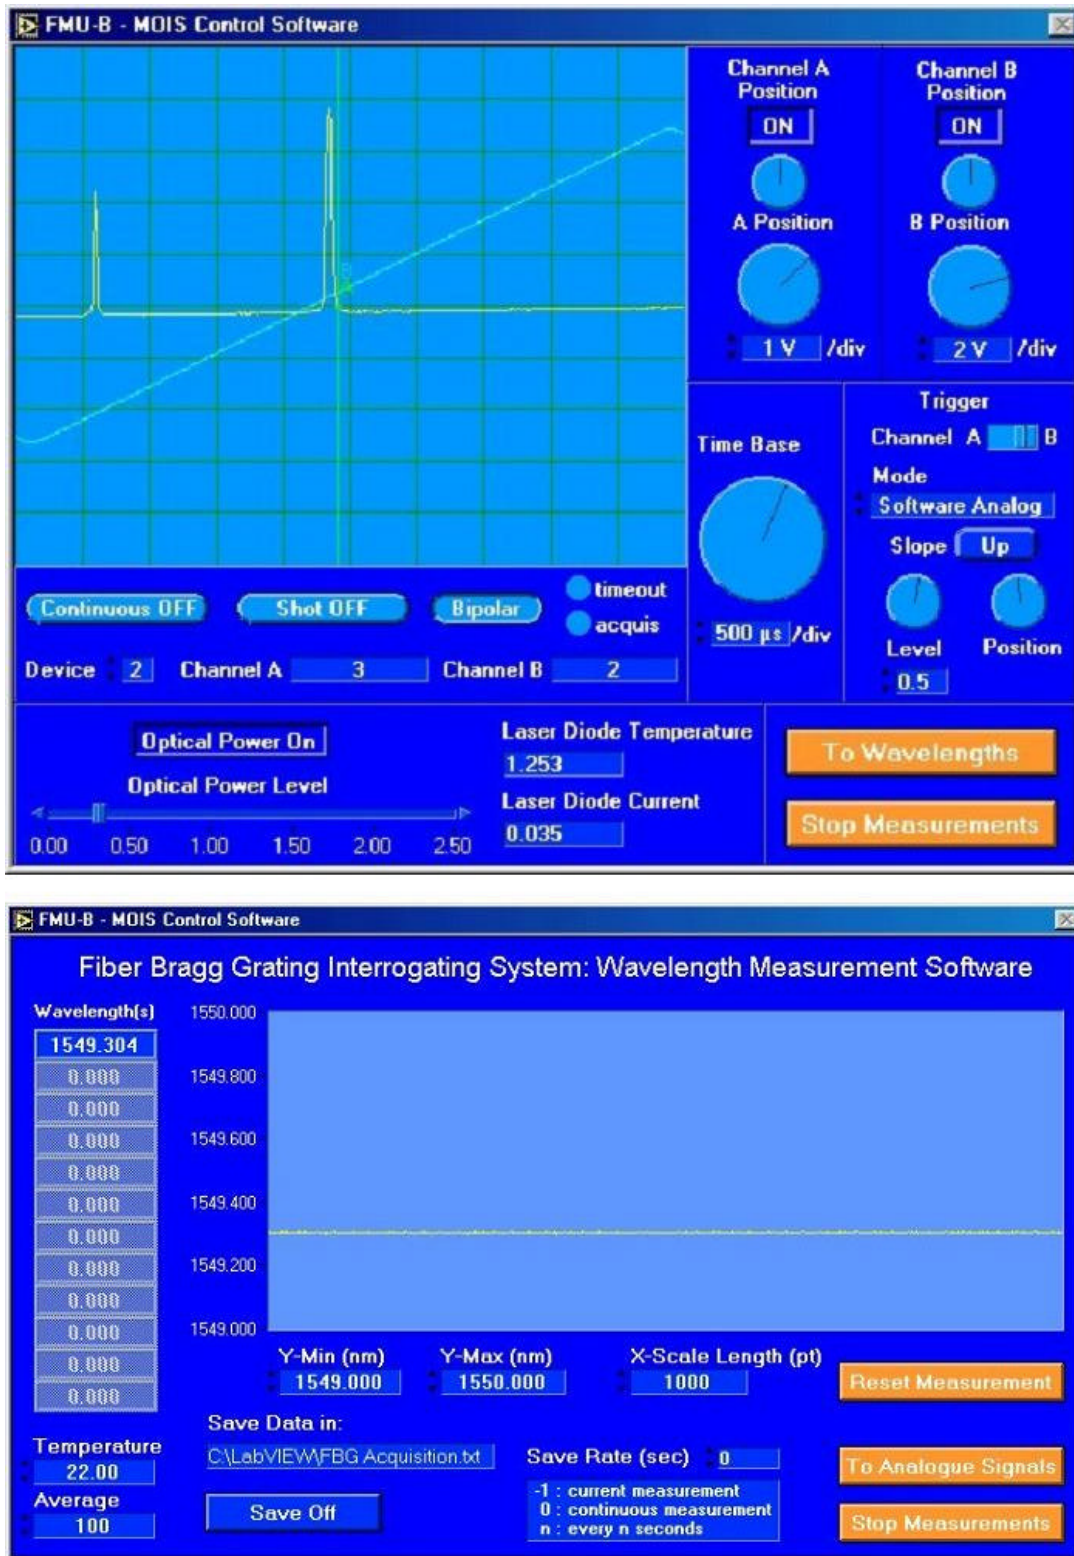 FMU-B - MOIS Control Software
Channel A Position
Channel B Position
ON
ON
A Position
B Position
1 V /div
2 V /div
B
Time Base
500 µs /div
Trigger
Channel A B
Mode
Software Analog
Slope Up
Level
Position
0.5
Continuous OFF
Shot OFF
Bipolar
timeout
acquis
Device 2 Channel A 3 Channel B 2
Optical Power On
Optical Power Level
0.00 0.50 1.00 1.50 2.00 2.50
Laser Diode Temperature
1.253
Laser Diode Current
0.035
To Wavelengths
Stop Measurements
FMU-B - MOIS Control Software
Fiber Bragg Grating Interrogating System: Wavelength Measurement Software
Wavelength(s)
1549.304
0.000
0.000
0.000
0.000
0.000
0.000
0.000
0.000
0.000
0.000
0.000
1550.000
1549.800
1549.600
1549.400
1549.200
1549.000
Y-Min (nm)
1549.000
Y-Max (nm)
1550.000
X-Scale Length (pt)
1000
Reset Measurement
Temperature
22.00
Average
100
Save Data in:
C:\LabVIEW\FBG Acquisition.txt
Save Off
Save Rate (sec) 0
-1 : current measurement
0 : continuous measurement
n : every n seconds
To Analogue Signals
Stop Measurements